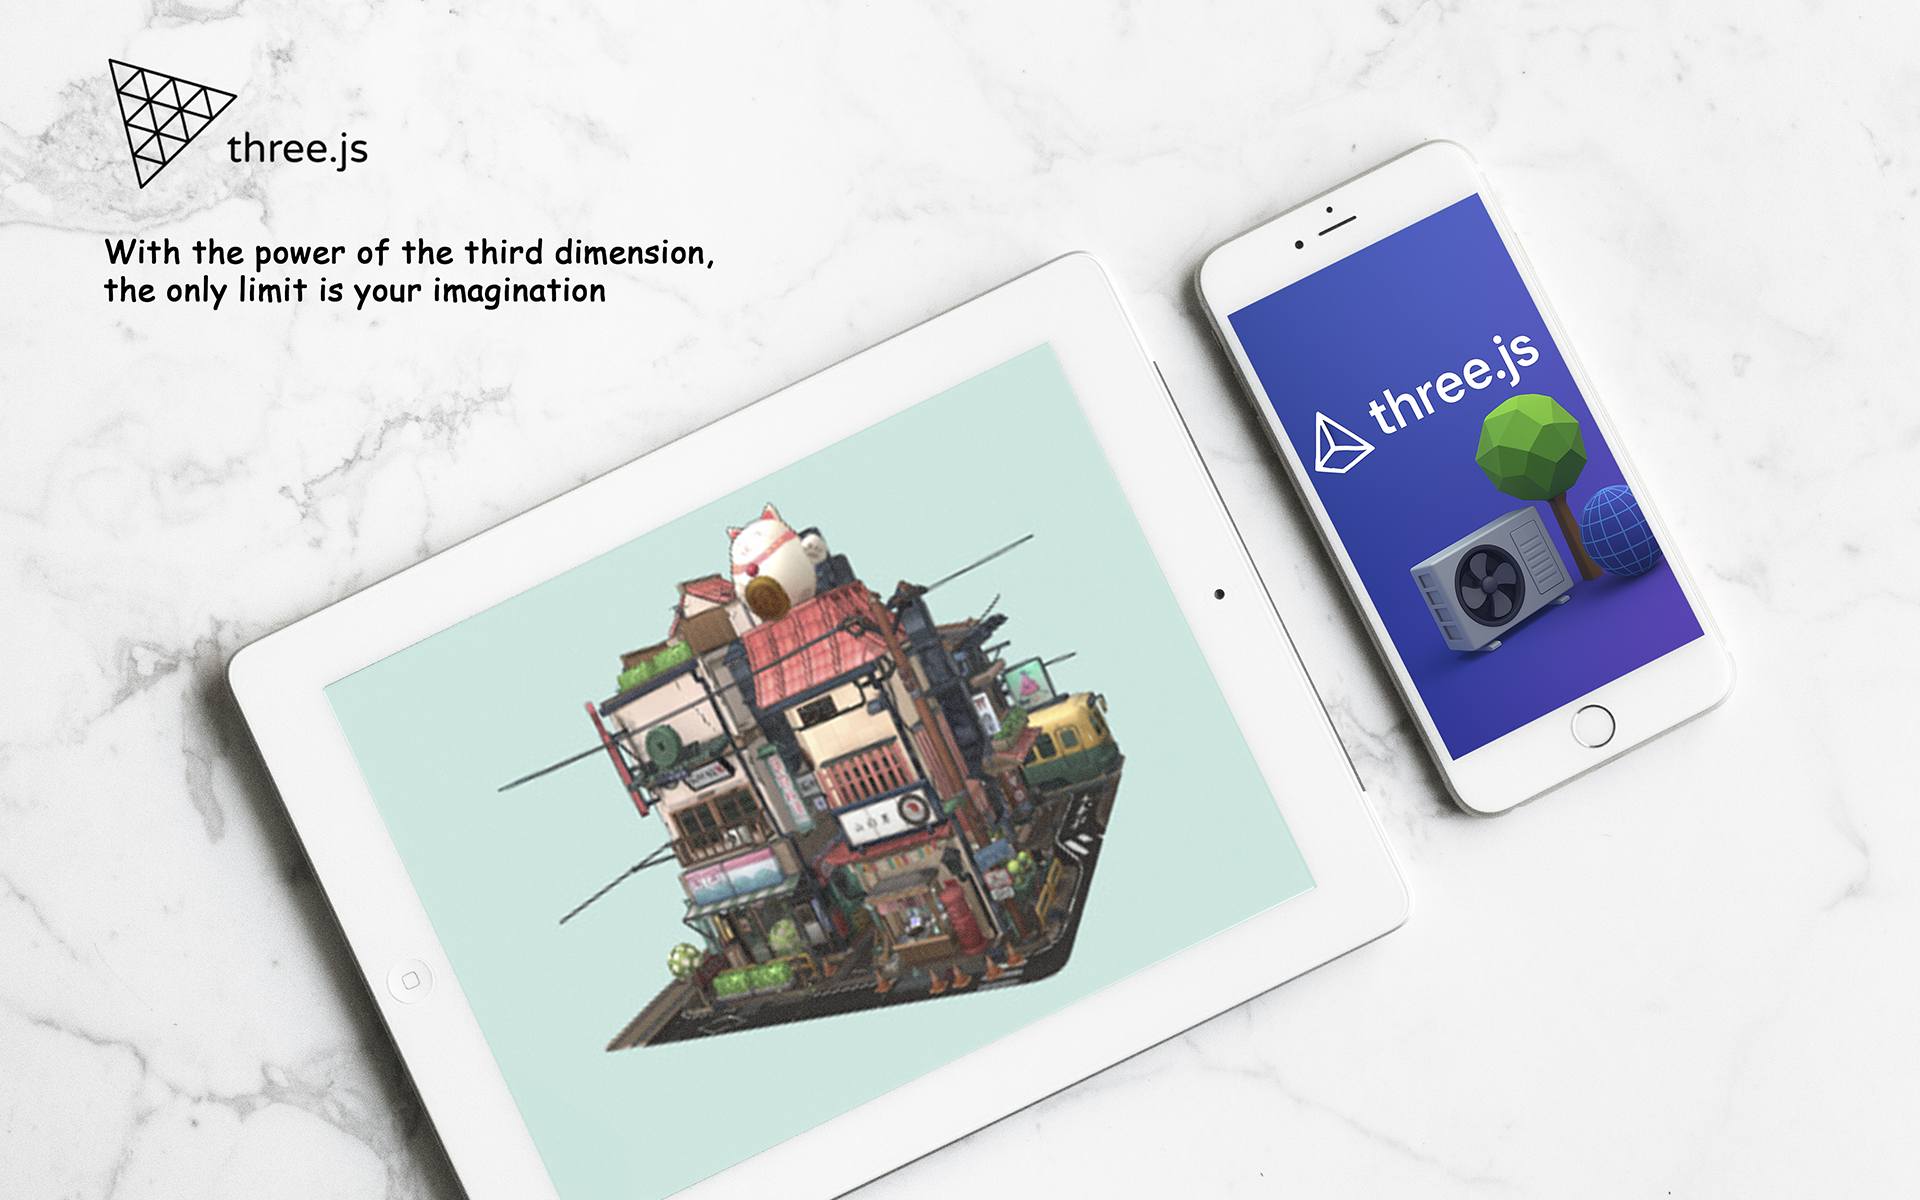 three.js
With the power of the third dimension,
the only limit is your imagination
three.js